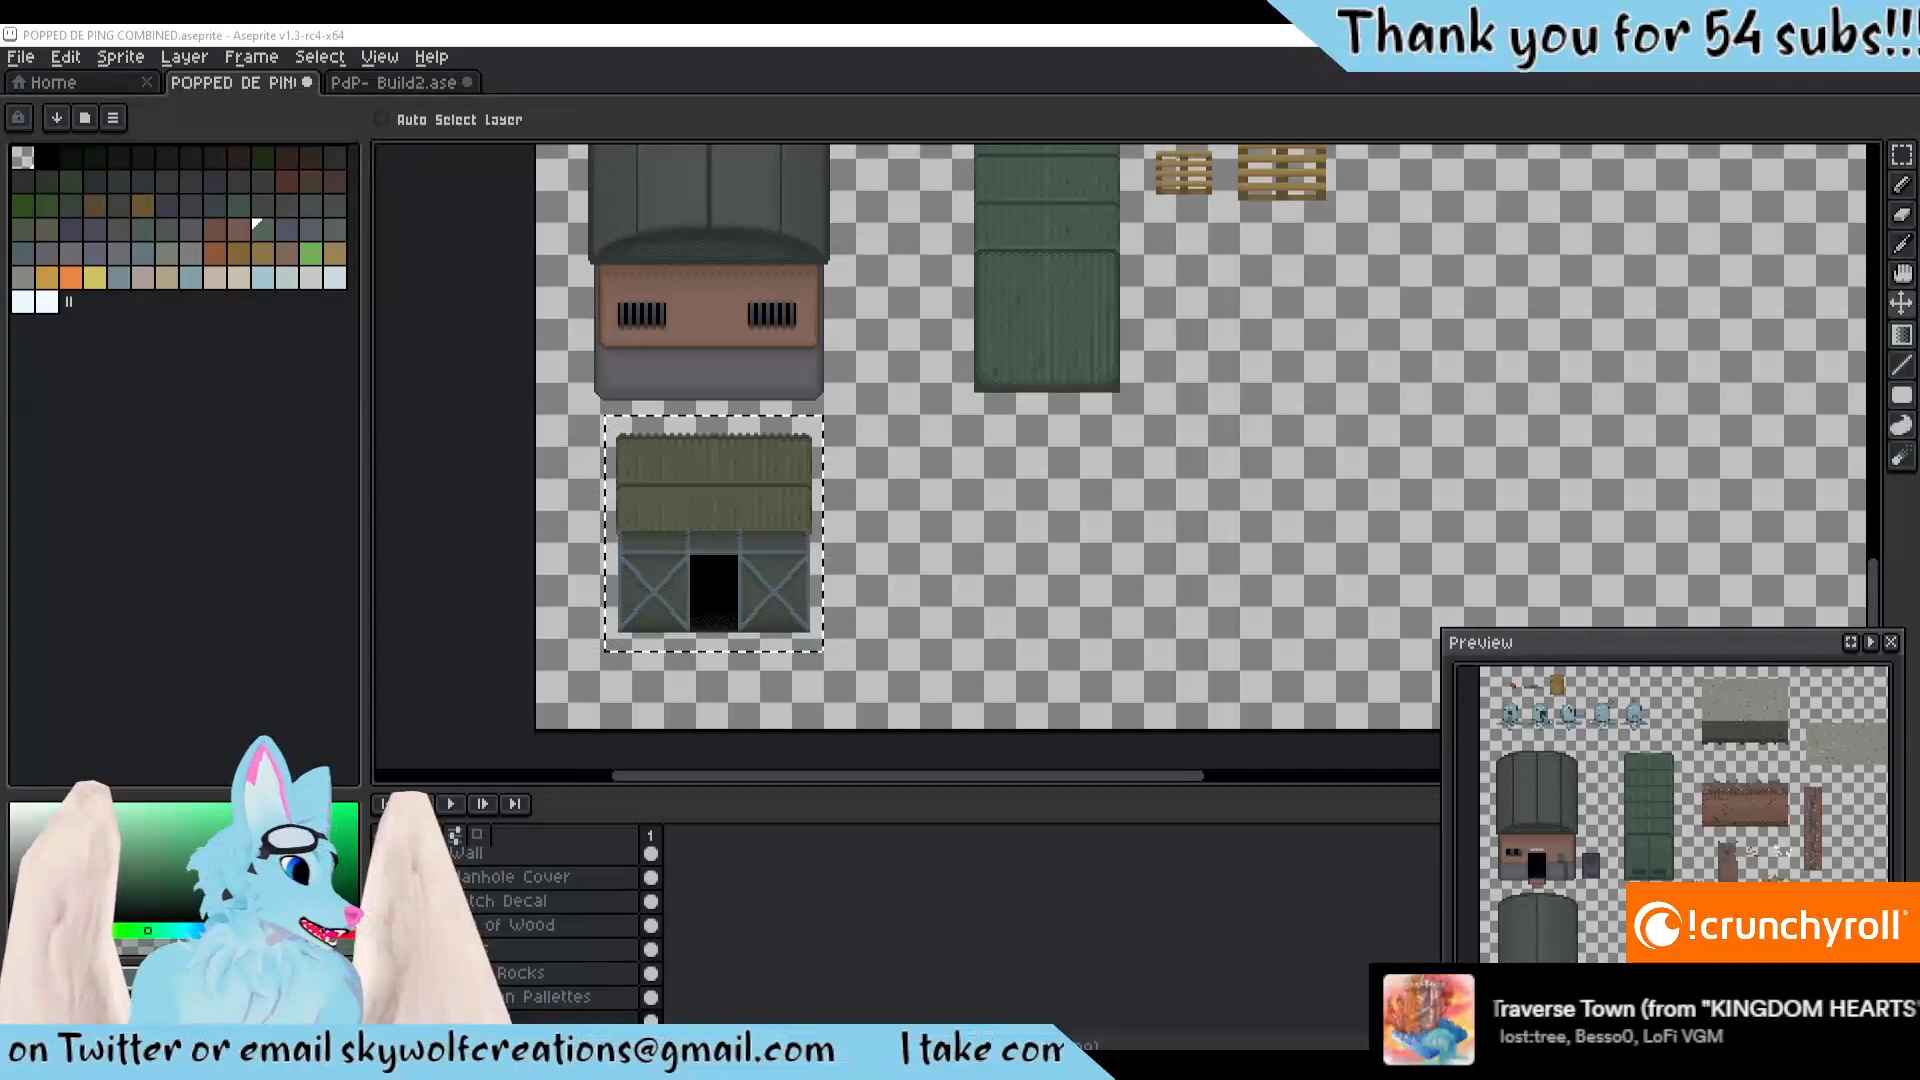 POPPED DE PING COMBINED.aseprite - Aseprite v1.3-rc4-x64
Thank you for 54 subs!!!
File Edit Sprite Layer Frame Select View Help
Home
POPPED DE PIN
PdP- Build2.ase
Auto Select Layer
Preview
1
Wall
anhole Cover
tch Decal
of Wood
Rocks
n Pallettes
!crunchyroll
Traverse Town (from "KINGDOM HEARTS"
lost:tree, Besso0, LoFi VGM
on Twitter or email skywolfcreations@gmail.com I take com